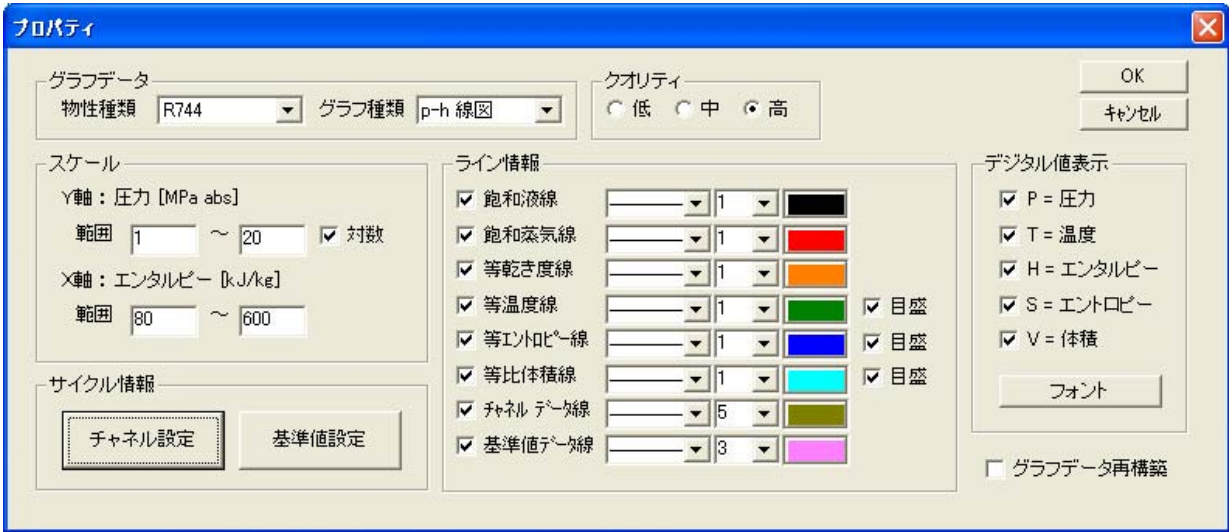 プロパティ
グラフデータ
物性種類 R744 グラフ種類 p-h 線図
クオリティ
低 中 高
OK
キャンセル
スケール
Y軸：圧力 [MPa abs]
範囲 1 ～ 20 対数
X軸：エンタルピー [kJ/kg]
範囲 80 ～ 600
サイクル情報
チャネル設定 基準値設定
ライン情報
飽和液線 1
飽和蒸気線 1
等乾き度線 1
等温度線 1 目盛
等エントロピー線 1 目盛
等比体積線 1 目盛
チャネル データ線 5
基準値データ線 3
デジタル値表示
P = 圧力
T = 温度
H = エンタルピー
S = エントロピー
V = 体積
フォント
グラフデータ再構築